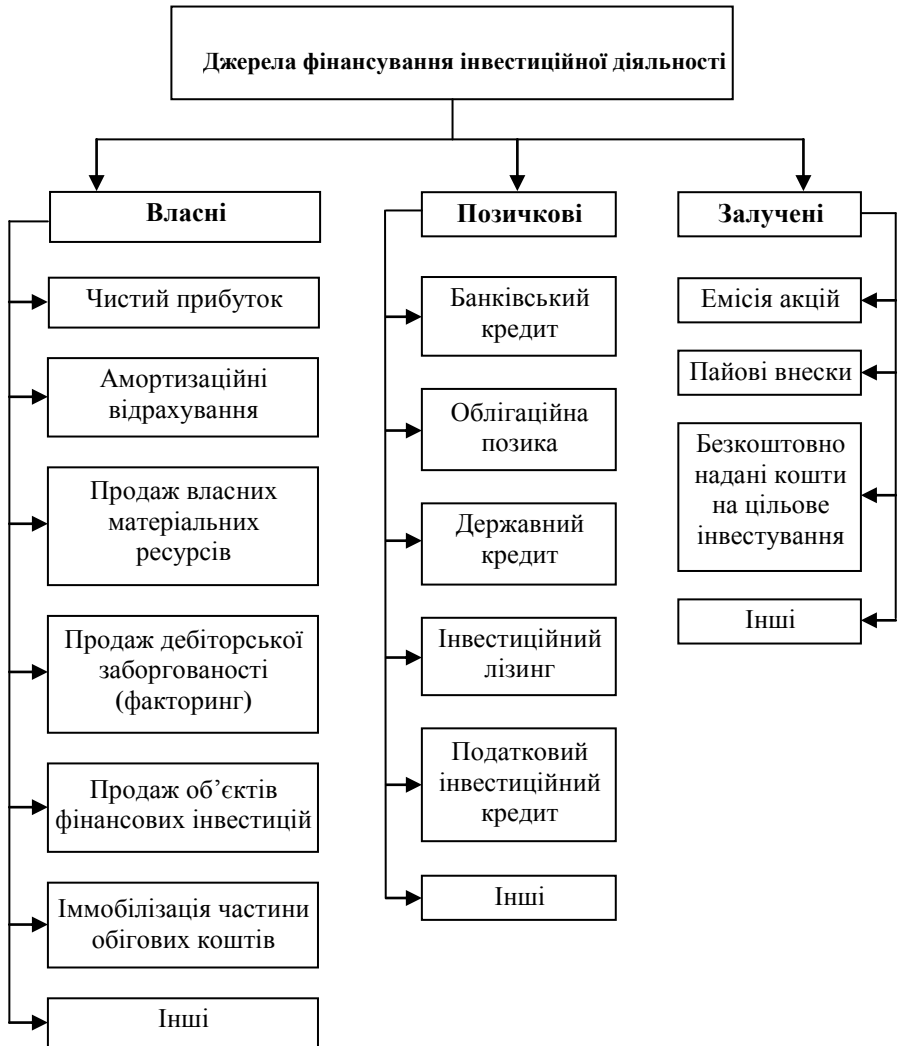 Джерела фінансування інвестиційної діяльності
Власні
Чистий прибуток
Амортизаційні
відрахування
Продаж власних
матеріальних
ресурсів
Продаж дебіторської
заборгованості
(факторинг)
Продаж об’єктів
фінансових інвестицій
Іммобілізація частини
обігових коштів
Інші
Позичкові
Банківський
кредит
Облігаційна
позика
Державний
кредит
Інвестиційний
лізинг
Податковий
інвестиційний
кредит
Інші
Залучені
Емісія акцій
Пайові внески
Безкоштовно
надані кошти
на цільове
інвестування
Інші